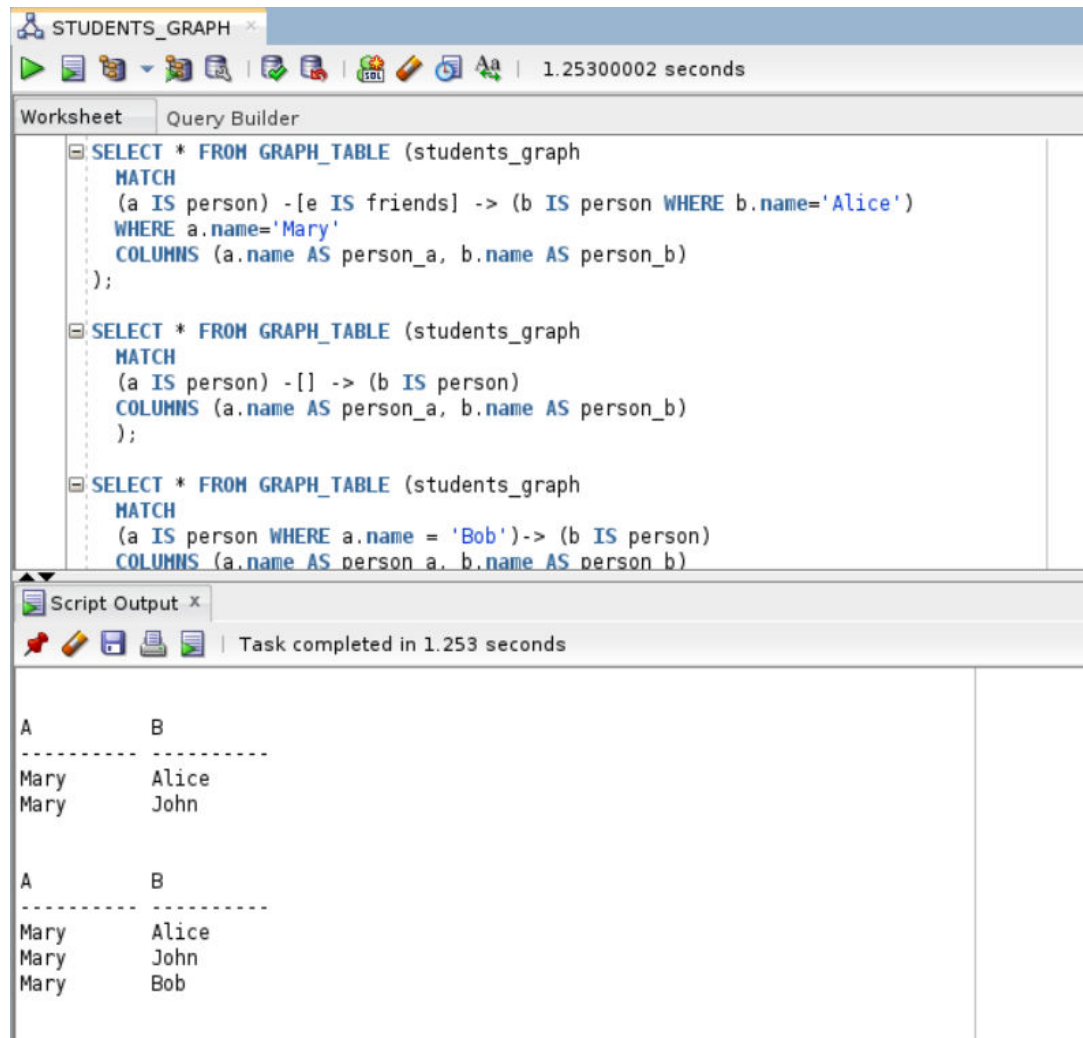 STUDENTS_GRAPH
1.25300002 seconds
Worksheet Query Builder
SELECT * FROM GRAPH_TABLE (students_graph
MATCH
(a IS person) -[e IS friends] -> (b IS person WHERE b.name='Alice')
WHERE a.name='Mary'
COLUMNS (a.name AS person_a, b.name AS person_b)
);
SELECT * FROM GRAPH_TABLE (students_graph
MATCH
(a IS person) -[] -> (b IS person)
COLUMNS (a.name AS person_a, b.name AS person_b)
);
SELECT * FROM GRAPH_TABLE (students_graph
MATCH
(a IS person WHERE a.name = 'Bob')-> (b IS person)
COLUMNS (a.name AS person_a, b.name AS person_b)
Script Output x
Task completed in 1.253 seconds
A B
---------- ----------
Mary Alice
Mary John
A B
---------- ----------
Mary Alice
Mary John
Mary Bob